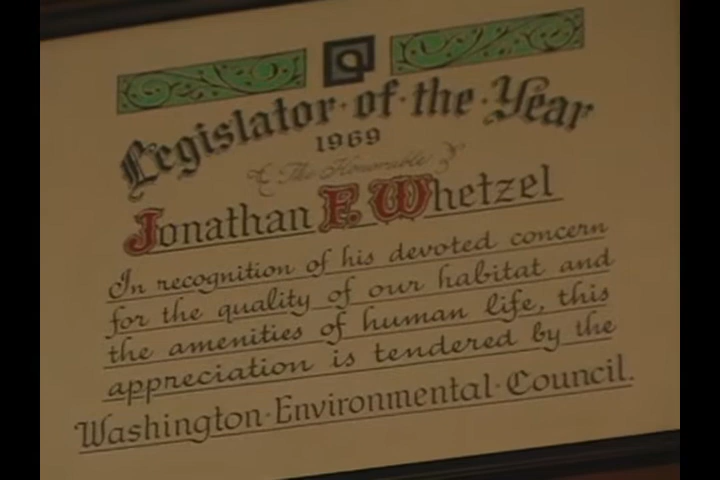 Legislator·of·the·Year
1969
The Honorable
Jonathan F. Whetzel
In recognition of his devoted concern
for the quality of our habitat and
the amenities of human life, this
appreciation is tendered by the
Washington·Environmental·Council.